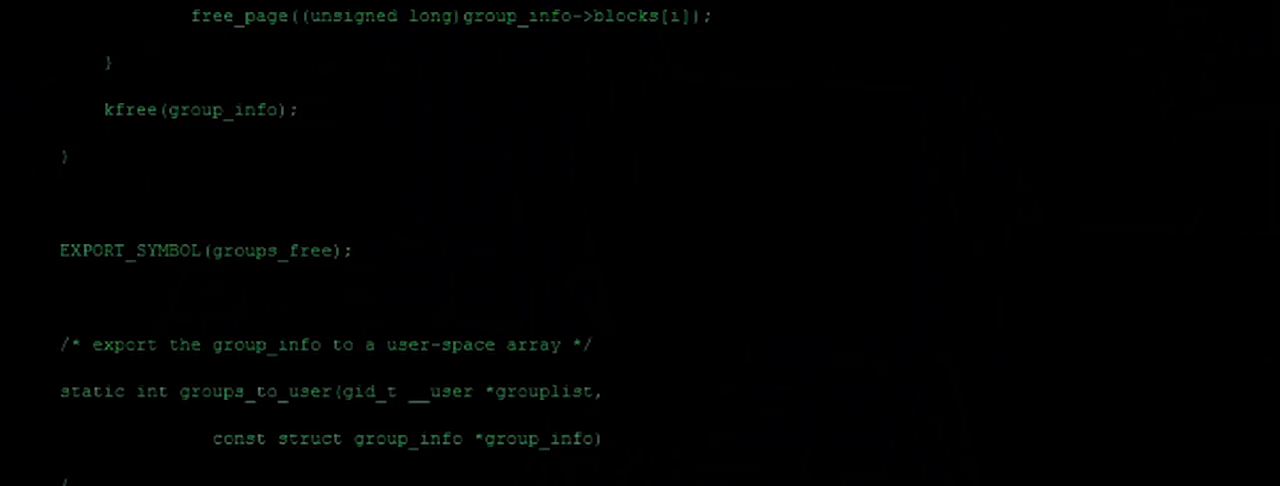 free_page((unsigned long)group_info->blocks[i]);
}
kfree(group_info);
}
EXPORT_SYMBOL(groups_free);
/* export the group_info to a user-space array */
static int groups_to_user(gid_t __user *grouplist,
const struct group_info *group_info)